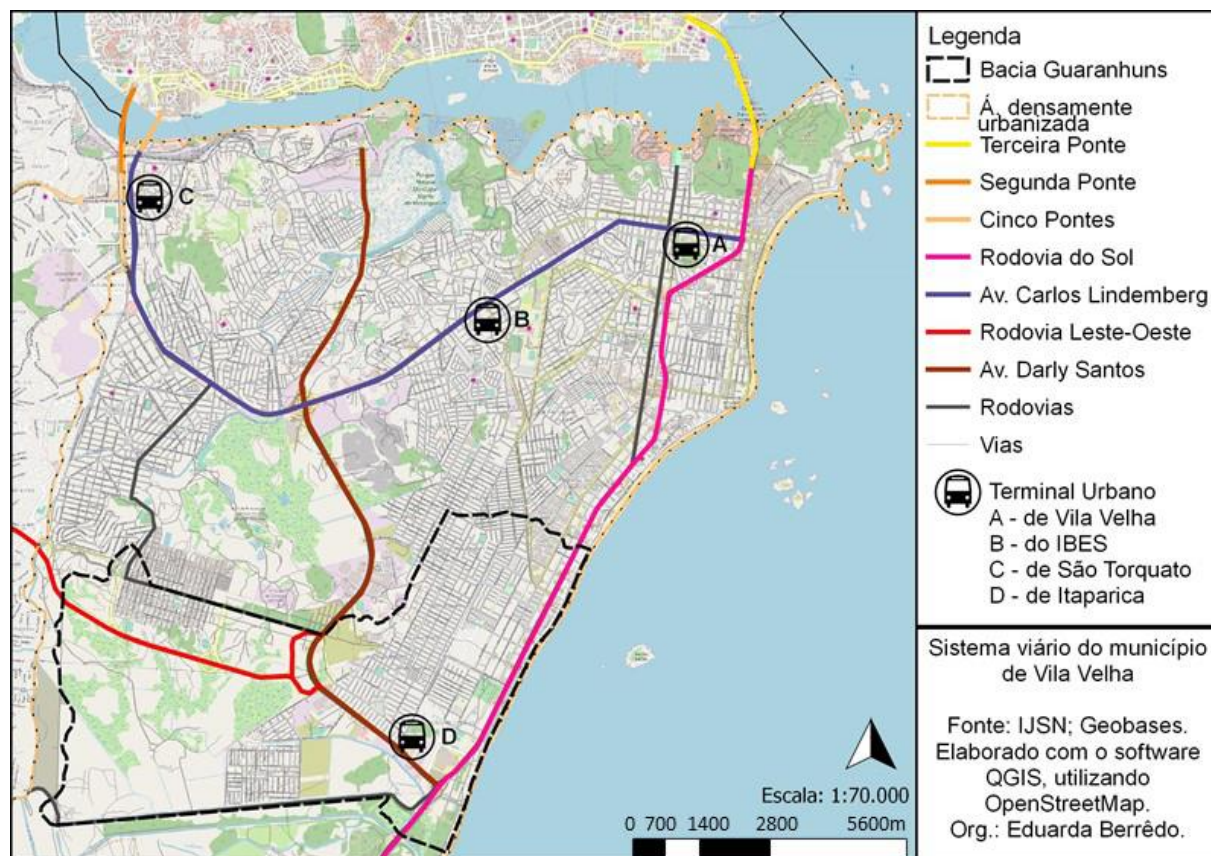 C
A
B
D
Escala: 1:70.000
0 700 1400 2800 5600m
Legenda
Bacia Guaranhuns
Á, densamente
urbanizada
Terceira Ponte
Segunda Ponte
Cinco Pontes
Rodovia do Sol
Av. Carlos Lindemberg
Rodovia Leste-Oeste
Av. Darly Santos
Rodovias
Vias
Terminal Urbano
A - de Vila Velha
B - do IBES
C - de São Torquato
D - de Itaparica
Sistema viário do município
de Vila Velha
Fonte: IJSN; Geobases.
Elaborado com o software
QGIS, utilizando
OpenStreetMap.
Org.: Eduarda Berrêdo.